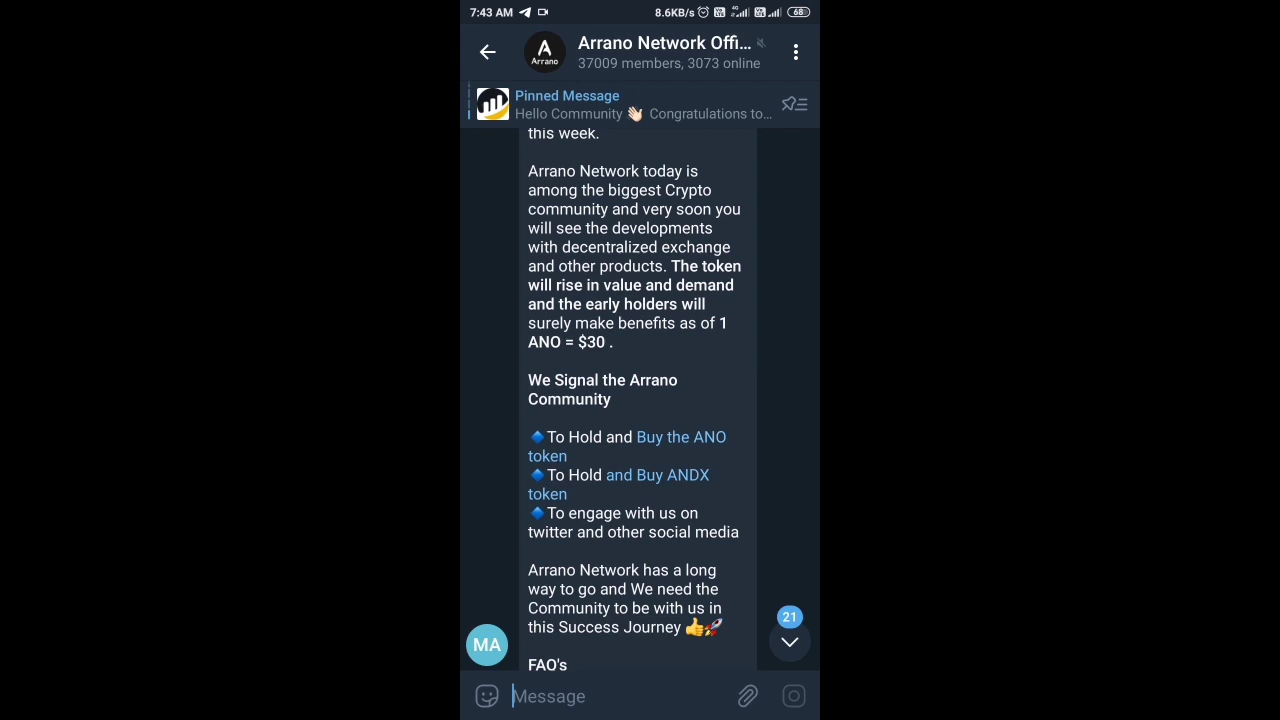 7:43 AM
8.6KB/s 4G 68
Arrano Network Offi...
37009 members, 3073 online
Arrano
Pinned Message
Hello Community 👋🏻 Congratulations to...
this week.
Arrano Network today is
among the biggest Crypto
community and very soon you
will see the developments
with decentralized exchange
and other products. The token
will rise in value and demand
and the early holders will
surely make benefits as of 1
ANO = $30 .
We Signal the Arrano
Community
🔹To Hold and Buy the ANO
token
🔹To Hold and Buy ANDX
token
🔹To engage with us on
twitter and other social media
Arrano Network has a long
way to go and We need the
Community to be with us in
this Success Journey 👍🚀
FAQ's
21
MA
Message